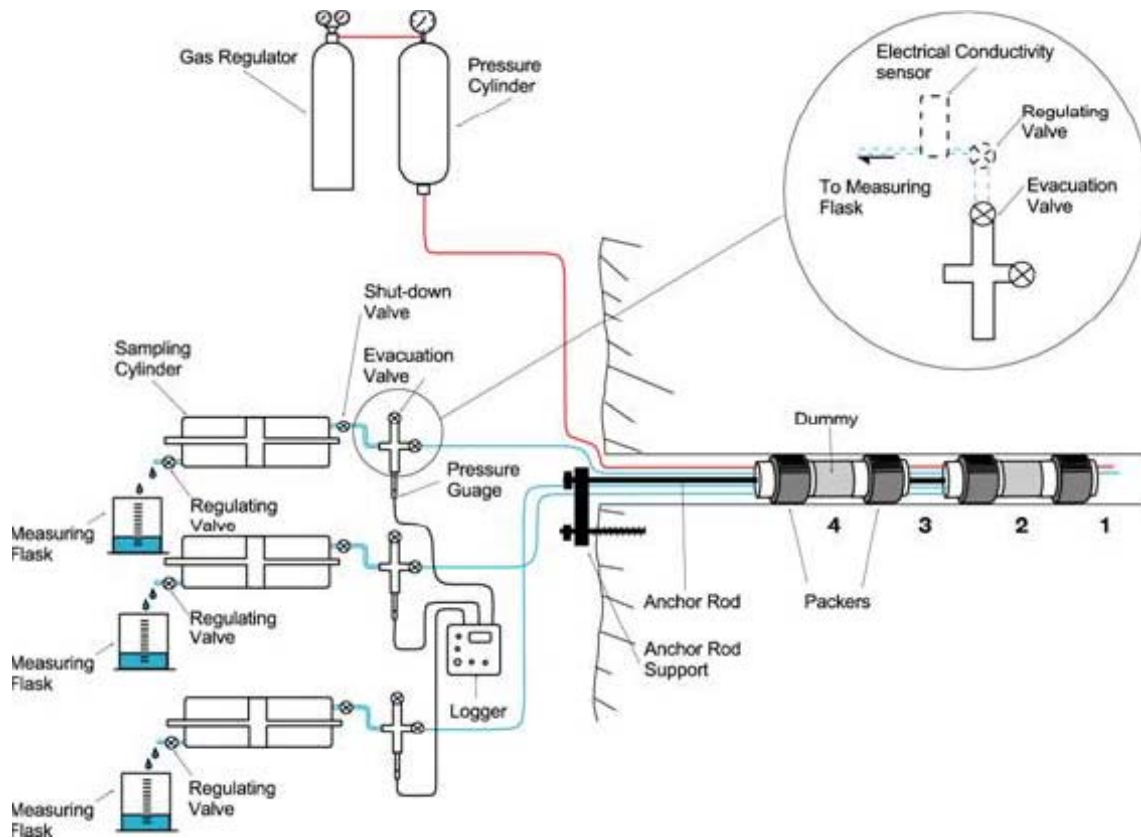 Gas Regulator
Pressure
Cylinder
Electrical Conductivity
sensor
Regulating
Valve
To Measuring
Flask
Evacuation
Valve
Shut-down
Valve
Sampling
Cylinder
Evacuation
Valve
Dummy
Pressure
Guage
Regulating
Valve
Measuring
Flask
4 3 2 1
Anchor Rod
Packers
Regulating
Valve
Anchor Rod
Support
Measuring
Flask
Logger
Regulating
Valve
Measuring
Flask